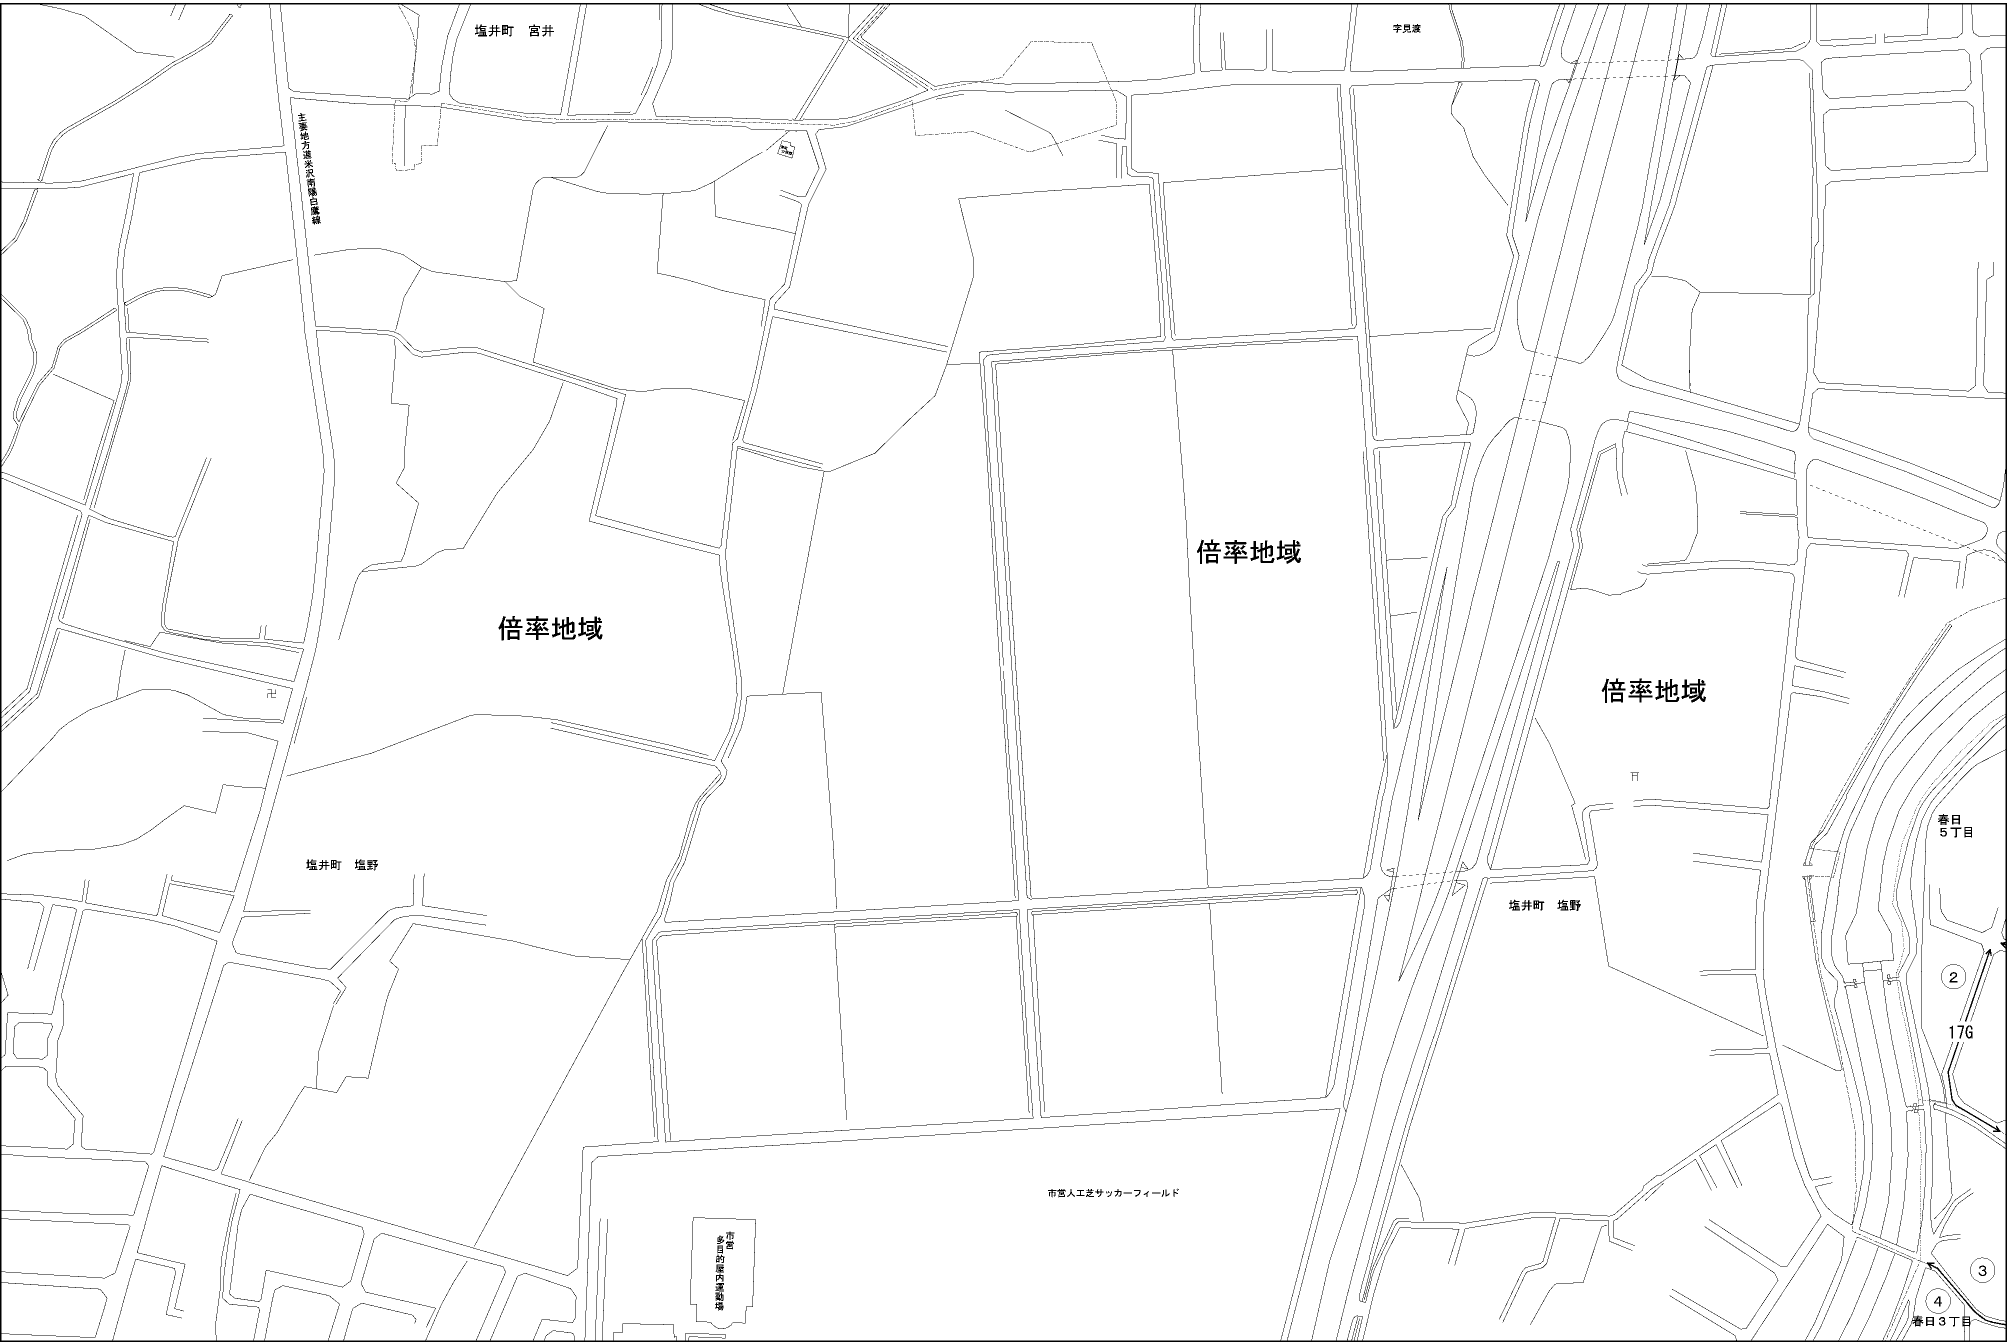 塩井町　宮井
字見渡
主要地方道米沢南陽白鷹線
倍率地域
倍率地域
倍率地域
春日
５丁目
塩井町　塩野
塩井町　塩野
②
17G
市営人工芝サッカーフィールド
市営
多目的屋内運動場
③
④
春日３丁目